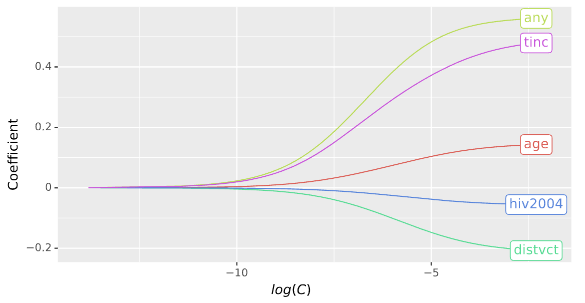 any
tinc
0.4
0.2
age
0
hiv2004
−0.2
distvct
−10
−5
Coefficient
log(C)